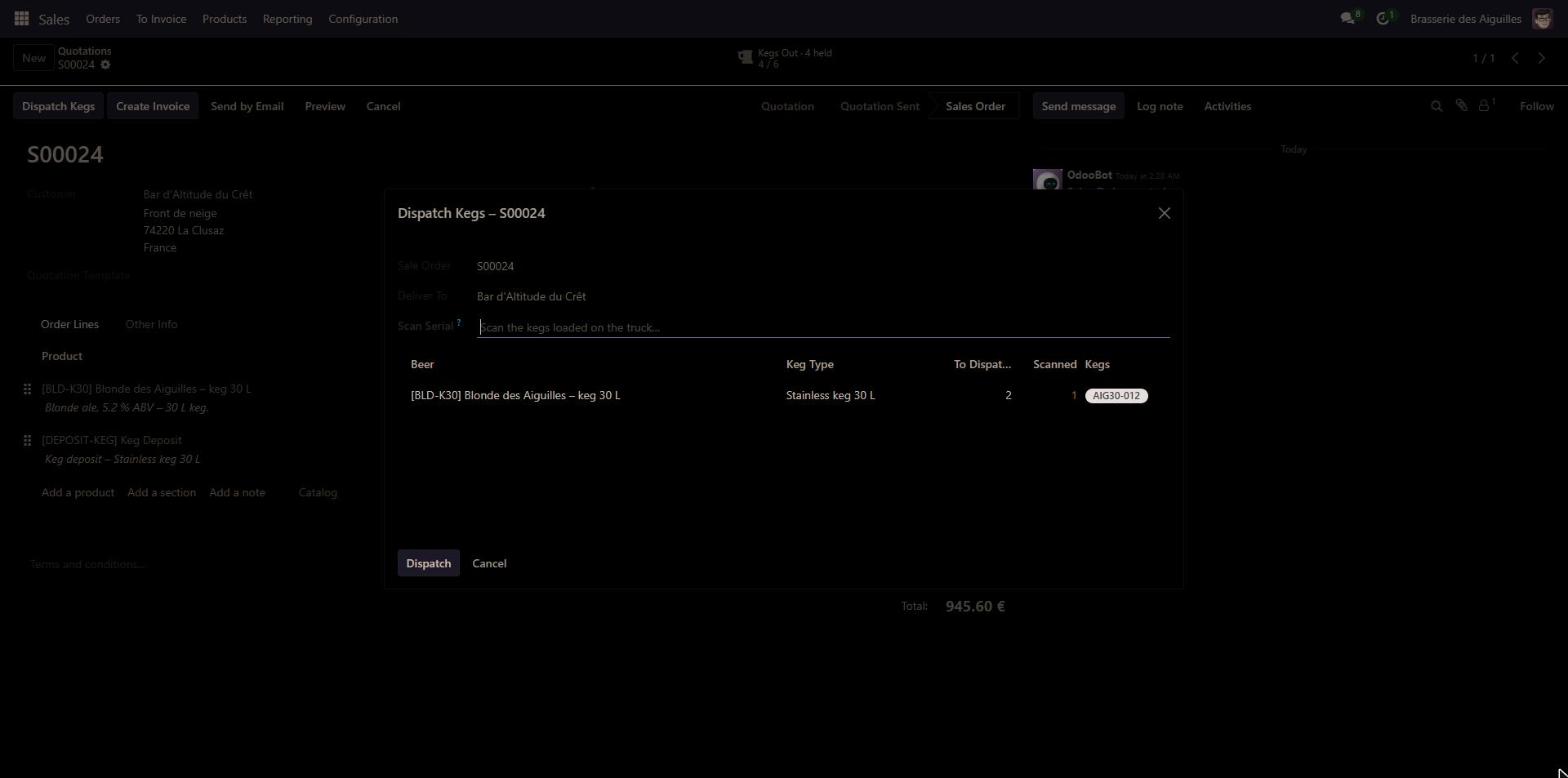 Sales Orders To Invoice Products Reporting Configuration 8 1 Brasserie des Aiguilles
New Quotations Kegs Out - 4 held
S00024 4 / 6 1 / 1
Dispatch Kegs Create Invoice Send by Email Preview Cancel Quotation Quotation Sent Sales Order Send message Log note Activities 1 Follow
S00024
Today
OdooBot Today at 2:28 AM
Customer Bar d'Altitude du Crêt
Front de neige
74220 La Clusaz
France
Quotation Template
Order Lines Other Info
Product
[BLD-K30] Blonde des Aiguilles – keg 30 L
Blonde ale, 5.2 % ABV – 30 L keg.
[DEPOSIT-KEG] Keg Deposit
Keg deposit – Stainless keg 30 L
Add a product Add a section Add a note Catalog
Terms and conditions...
Total: 945.60 €
Dispatch Kegs – S00024
Sale Order S00024
Deliver To Bar d'Altitude du Crêt
Scan Serial ? Scan the kegs loaded on the truck...
Beer Keg Type To Dispat... Scanned Kegs
[BLD-K30] Blonde des Aiguilles – keg 30 L Stainless keg 30 L 2 1 AIG30-012
Dispatch Cancel